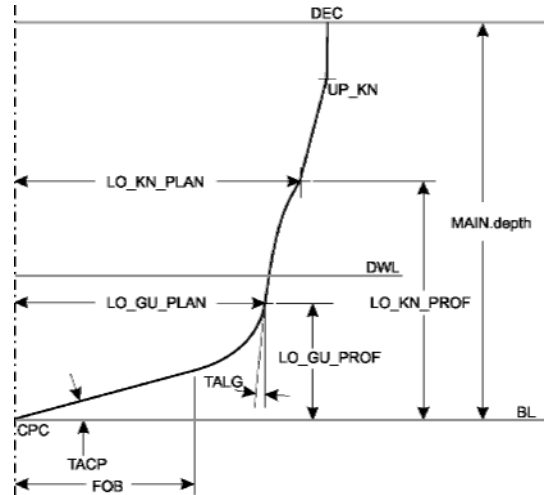 DEC
UP_KN
LO_KN_PLAN
MAIN.depth
DWL
LO_KN_PROF
LO_GU_PLAN
LO_GU_PROF
TALG
BL
CPC
TACP
FOB